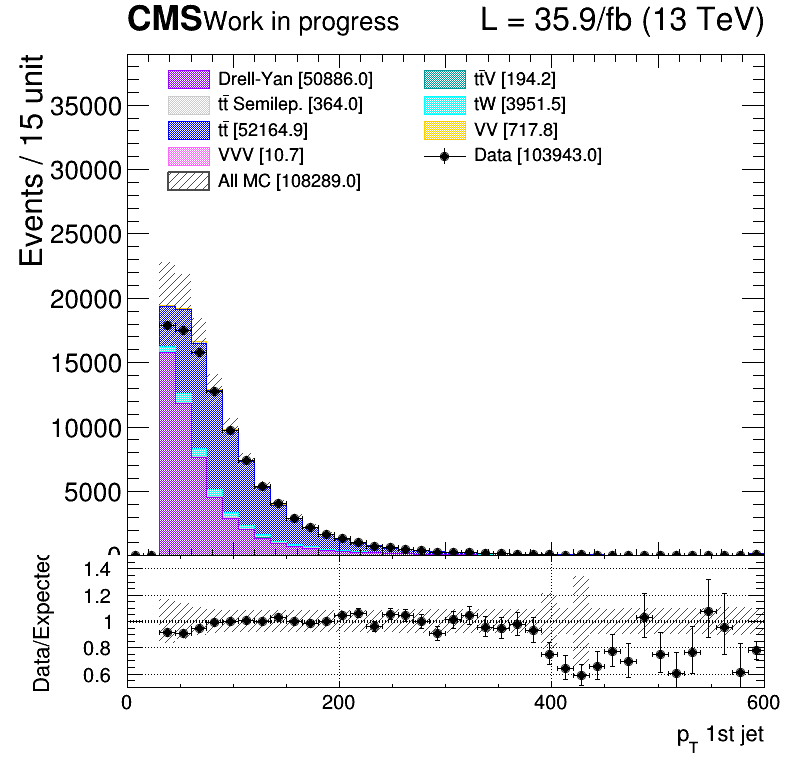 CMS Work in progress L = 35.9/fb (13 TeV)
Events / 15 unit
Drell-Yan [50886.0]
tt̄ Semilep. [364.0]
tt̄ [52164.9]
VVV [10.7]
All MC [108289.0]
tt̄V [194.2]
tW [3951.5]
VV [717.8]
Data [103943.0]
35000
30000
25000
20000
15000
10000
5000
0
Data/Expected
1.4
1.2
1
0.8
0.6
0 200 400 600
p_T 1st jet